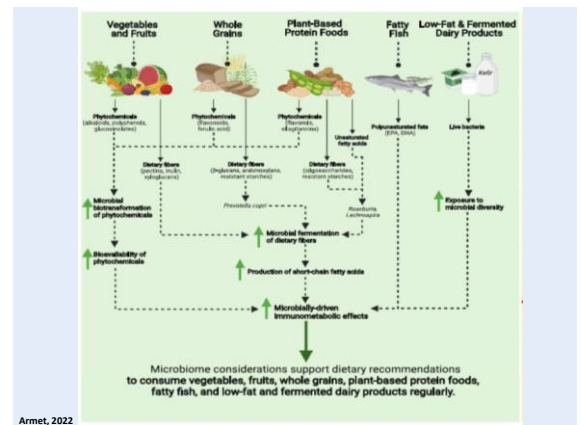 Vegetables
and Fruits
Whole
Grains
Plant-Based
Protein Foods
Fatty
Fish
Low-Fat & Fermented
Dairy Products
Kefir
Phytochemicals
(alkaloids, polyphenols,
glucosinolates)
Phytochemicals
(flavonoids,
ferulic acid)
Phytochemicals
(flavonols,
ellagitannins)
Unsaturated
fatty acids
Polyunsaturated fats
(EPA, DHA)
Live bacteria
Dietary fibers
(pectins, inulin,
xyloglucans)
Dietary fibers
(β-glucans, arabinoxylans,
resistant starches)
Dietary fibers
(oligosaccharides,
resistant starches)
Microbial
biotransformation
of phytochemicals
Prevotella copri
Roseburia,
Lachnospira
Exposure to
microbial diversity
Microbial fermentation
of dietary fibers
Bioavailability of
phytochemicals
Production of short-chain fatty acids
Microbially-driven
immunometabolic effects
Microbiome considerations support dietary recommendations
to consume vegetables, fruits, whole grains, plant-based protein foods,
fatty fish, and low-fat and fermented dairy products regularly.
Armet, 2022